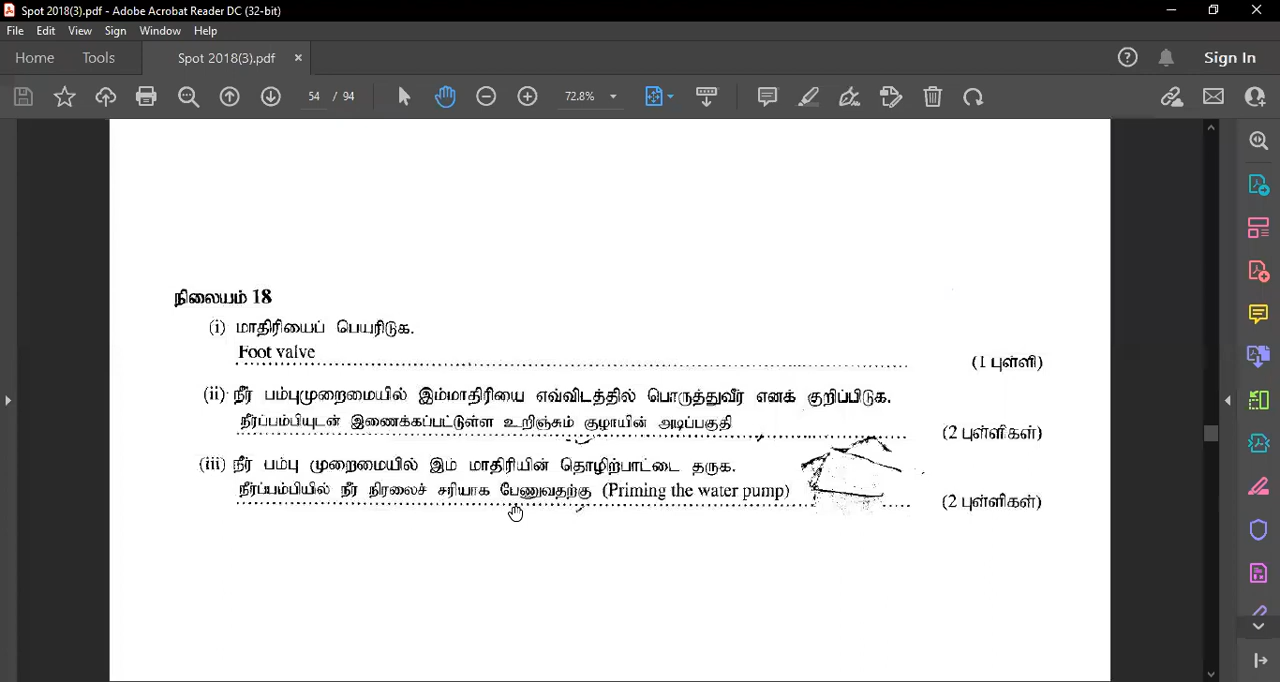 Spot 2018(3).pdf - Adobe Acrobat Reader DC (32-bit)
File Edit View Sign Window Help
Home Tools Spot 2018(3).pdf × Sign In
54 / 94 72.8%
நிலையம் 18
(i) மாதிரியைப் பெயரிடுக.
Foot valve
(1 புள்ளி)
(ii) நீர் பம்புமுறைமையில் இம்மாதிரியை எவ்விடத்தில் பொருத்துவீர் எனக் குறிப்பிடுக.
நீர்ப்பம்பியுடன் இணைக்கப்பட்டுள்ள உறிஞ்சும் குழாயின் அடிப்பகுதி
(2 புள்ளிகள்)
(iii) நீர் பம்பு முறைமையில் இம் மாதிரியின் தொழிற்பாட்டை தருக.
நீர்ப்பம்பியில் நீர் நிரலைச் சரியாக பேணுவதற்கு (Priming the water pump)
(2 புள்ளிகள்)